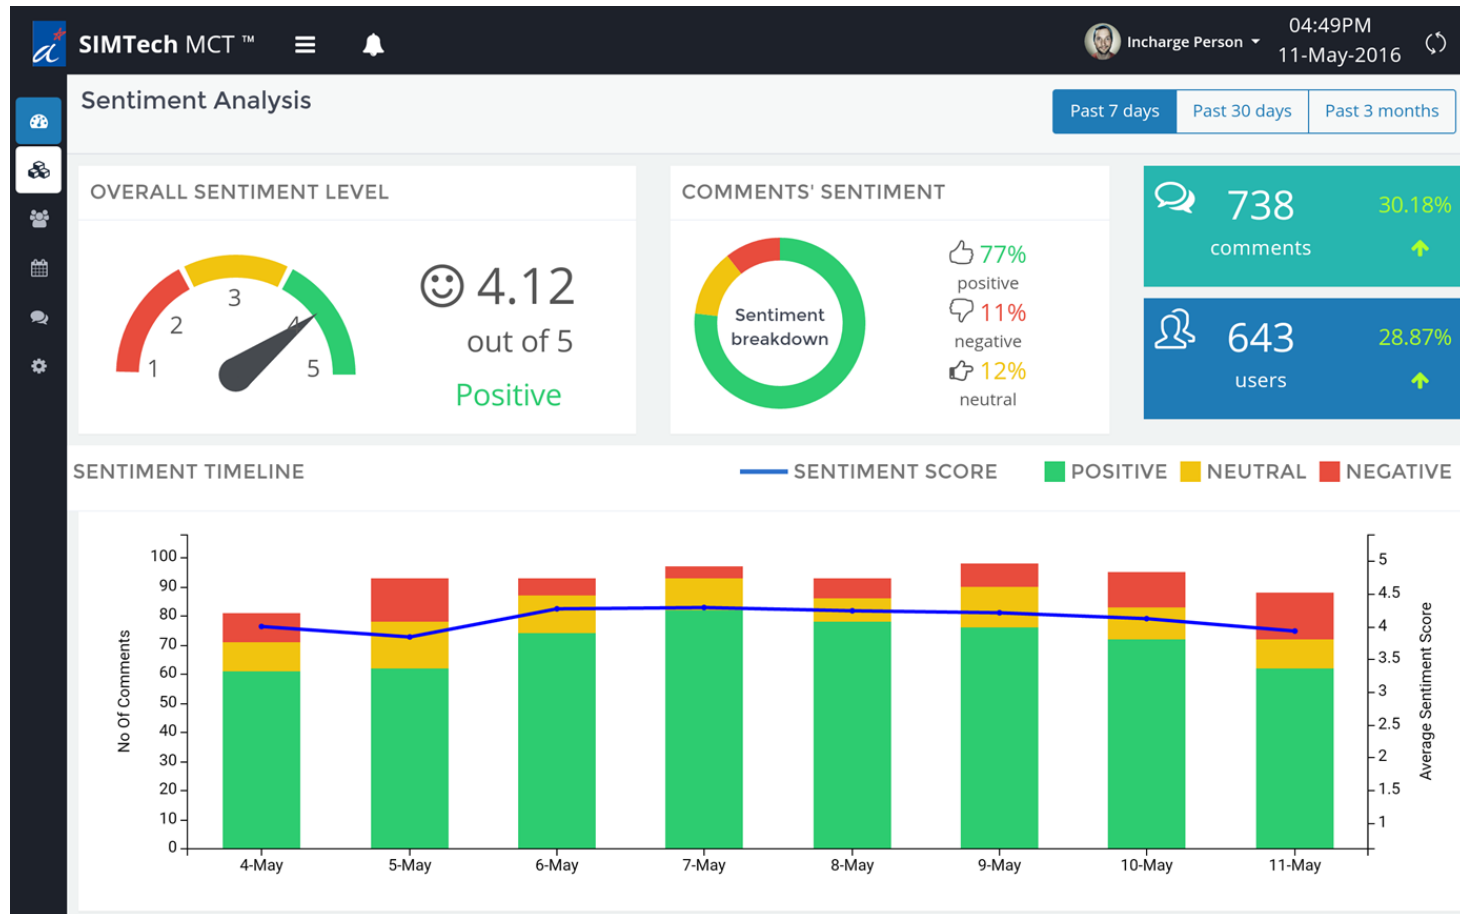 SIMTech MCT ™
Incharge Person
04:49PM
11-May-2016
Sentiment Analysis
Past 7 days
Past 30 days
Past 3 months
OVERALL SENTIMENT LEVEL
1
2
3
4
5
4.12
out of 5
Positive
COMMENTS' SENTIMENT
Sentiment
breakdown
77%
positive
11%
negative
12%
neutral
738
comments
30.18%
643
users
28.87%
SENTIMENT TIMELINE
SENTIMENT SCORE
POSITIVE
NEUTRAL
NEGATIVE
No Of Comments
100
90
80
70
60
50
40
30
20
10
0
4-May
5-May
6-May
7-May
8-May
9-May
10-May
11-May
5
4.5
4
3.5
3
2.5
2
1.5
1
Average Sentiment Score